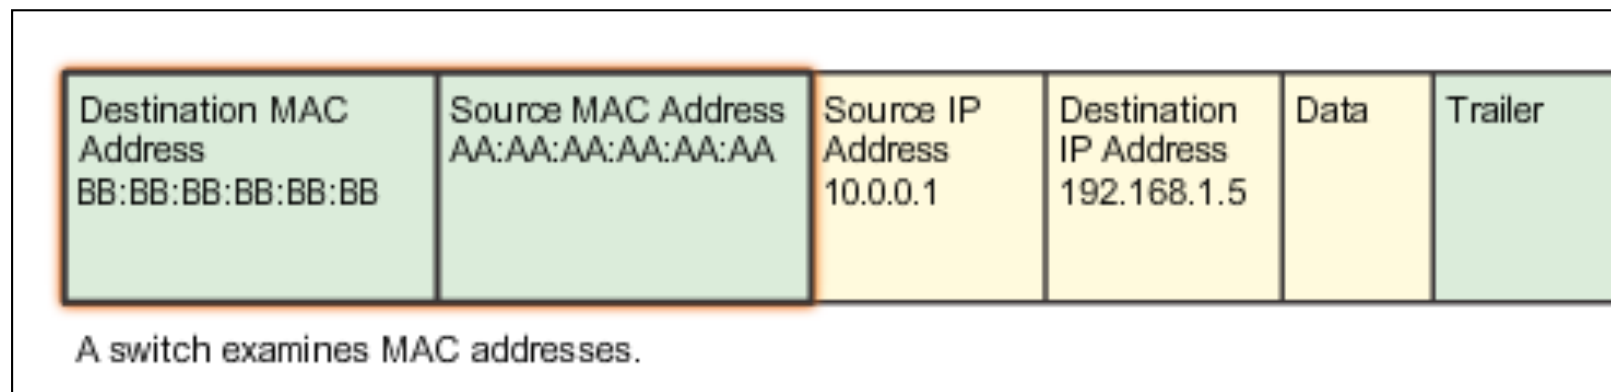 Destination MAC
Address
BB:BB:BB:BB:BB:BB
Source MAC Address
AA:AA:AA:AA:AA:AA
Source IP
Address
10.0.0.1
Destination
IP Address
192.168.1.5
Data
Trailer
A switch examines MAC addresses.